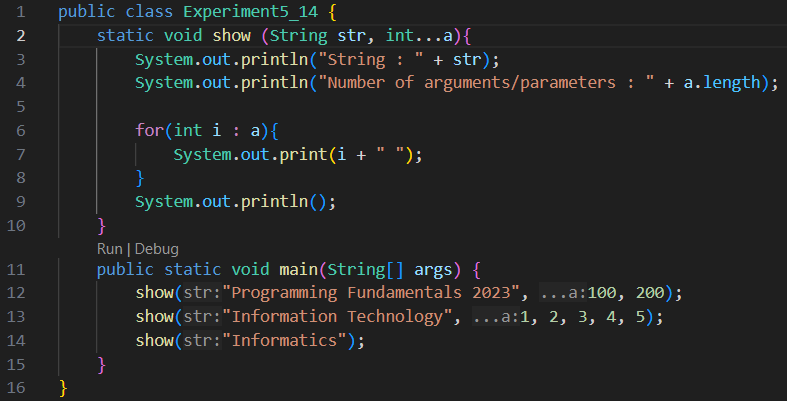 1 public class Experiment5_14 {
2 static void show (String str, int...a){
3 System.out.println("String : " + str);
4 System.out.println("Number of arguments/parameters : " + a.length);
5
6 for(int i : a){
7 System.out.print(i + " ");
8 }
9 System.out.println();
10 }
Run | Debug
11 public static void main(String[] args) {
12 show(str:"Programming Fundamentals 2023", ...a:100, 200);
13 show(str:"Information Technology", ...a:1, 2, 3, 4, 5);
14 show(str:"Informatics");
15 }
16 }